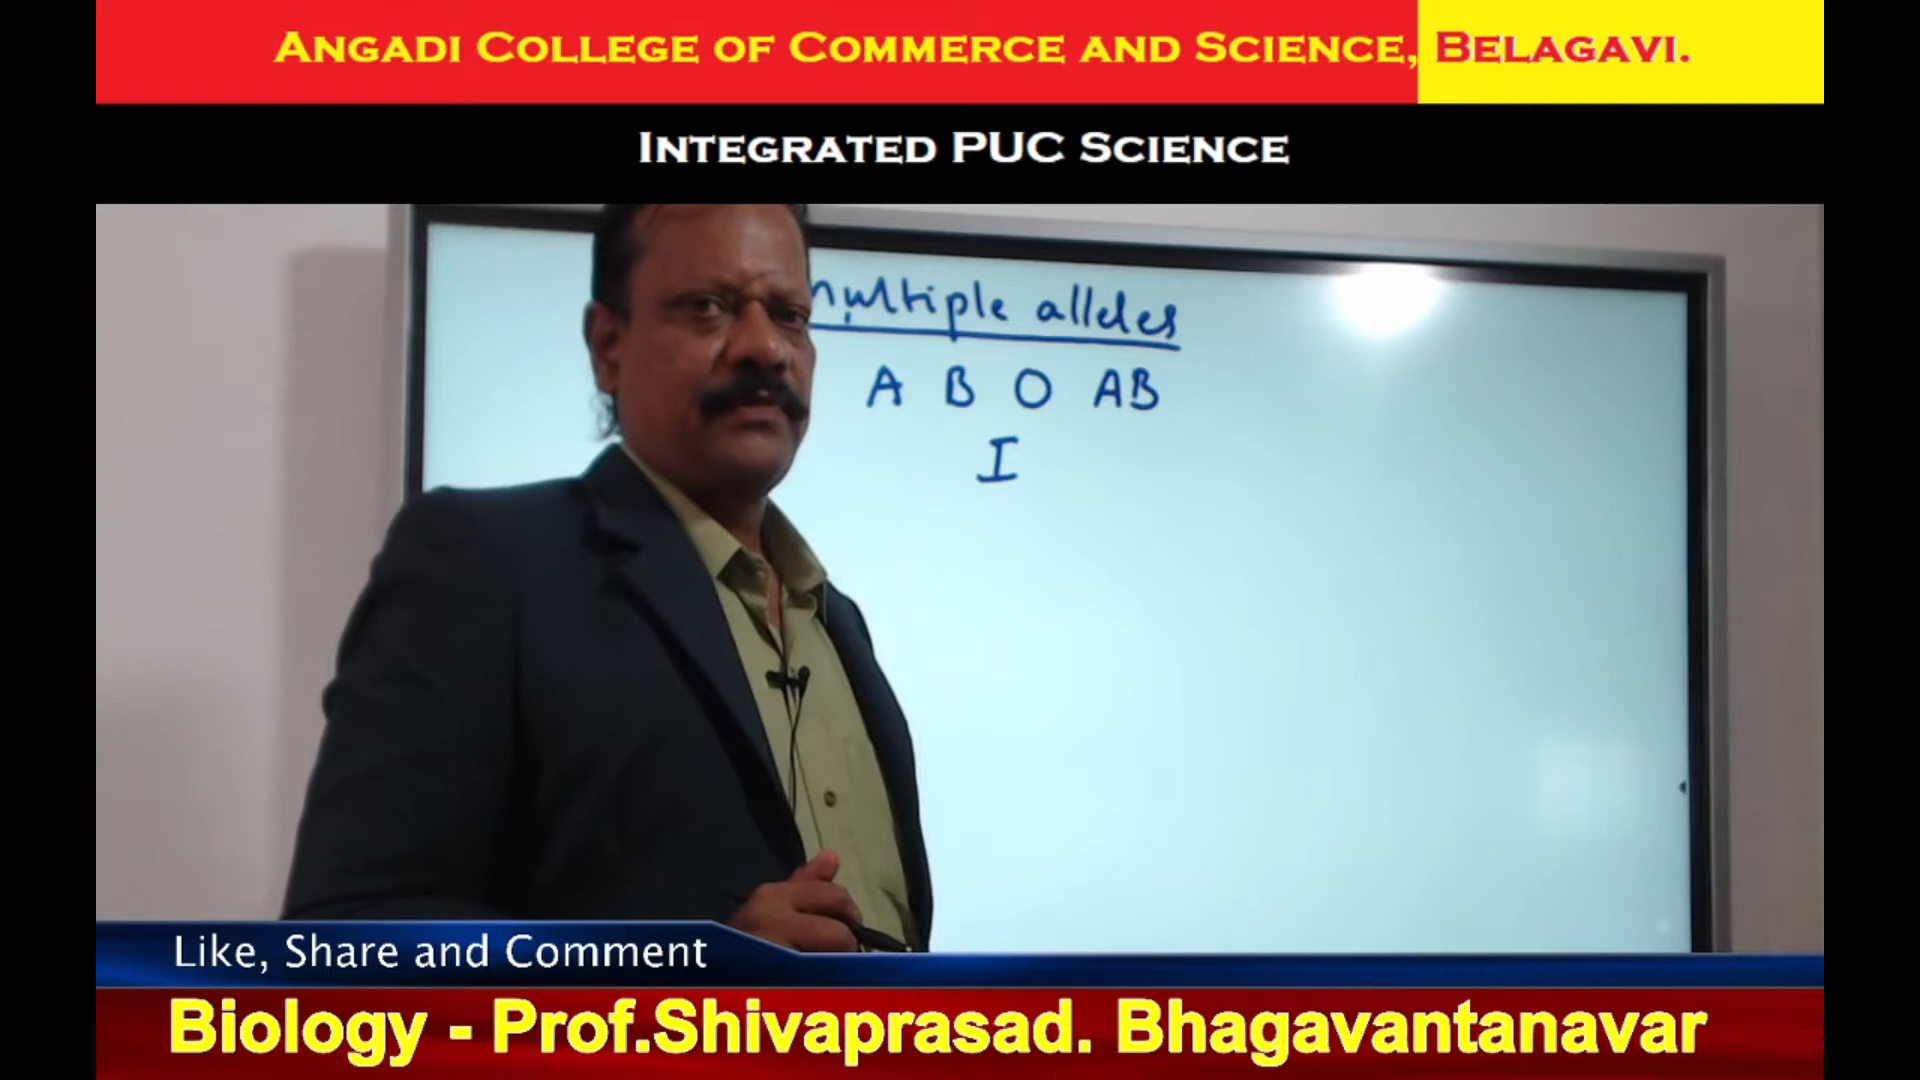 ANGADI COLLEGE OF COMMERCE AND SCIENCE, BELAGAVI.
INTEGRATED PUC SCIENCE
multiple alleles
A B O AB
I
Like, Share and Comment
Biology - Prof.Shivaprasad. Bhagavantanavar